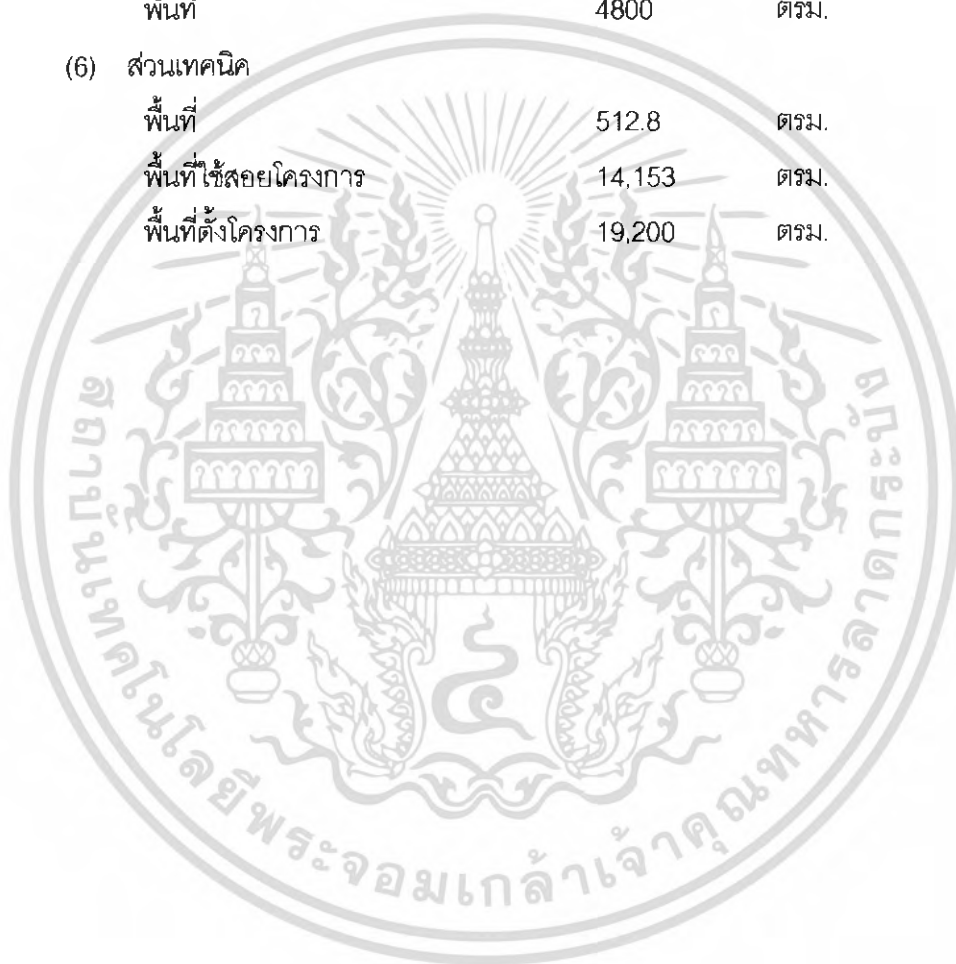 พื้นที่ 4800 ตรม.
(6) ส่วนเทคนิค
พื้นที่ 512.8 ตรม.
พื้นที่ใช้สอยโครงการ 14,153 ตรม.
พื้นที่ตั้งโครงการ 19,200 ตรม.
สถาบันเทคโนโลยีพระจอมเกล้าเจ้าคุณทหารลาดกระบัง